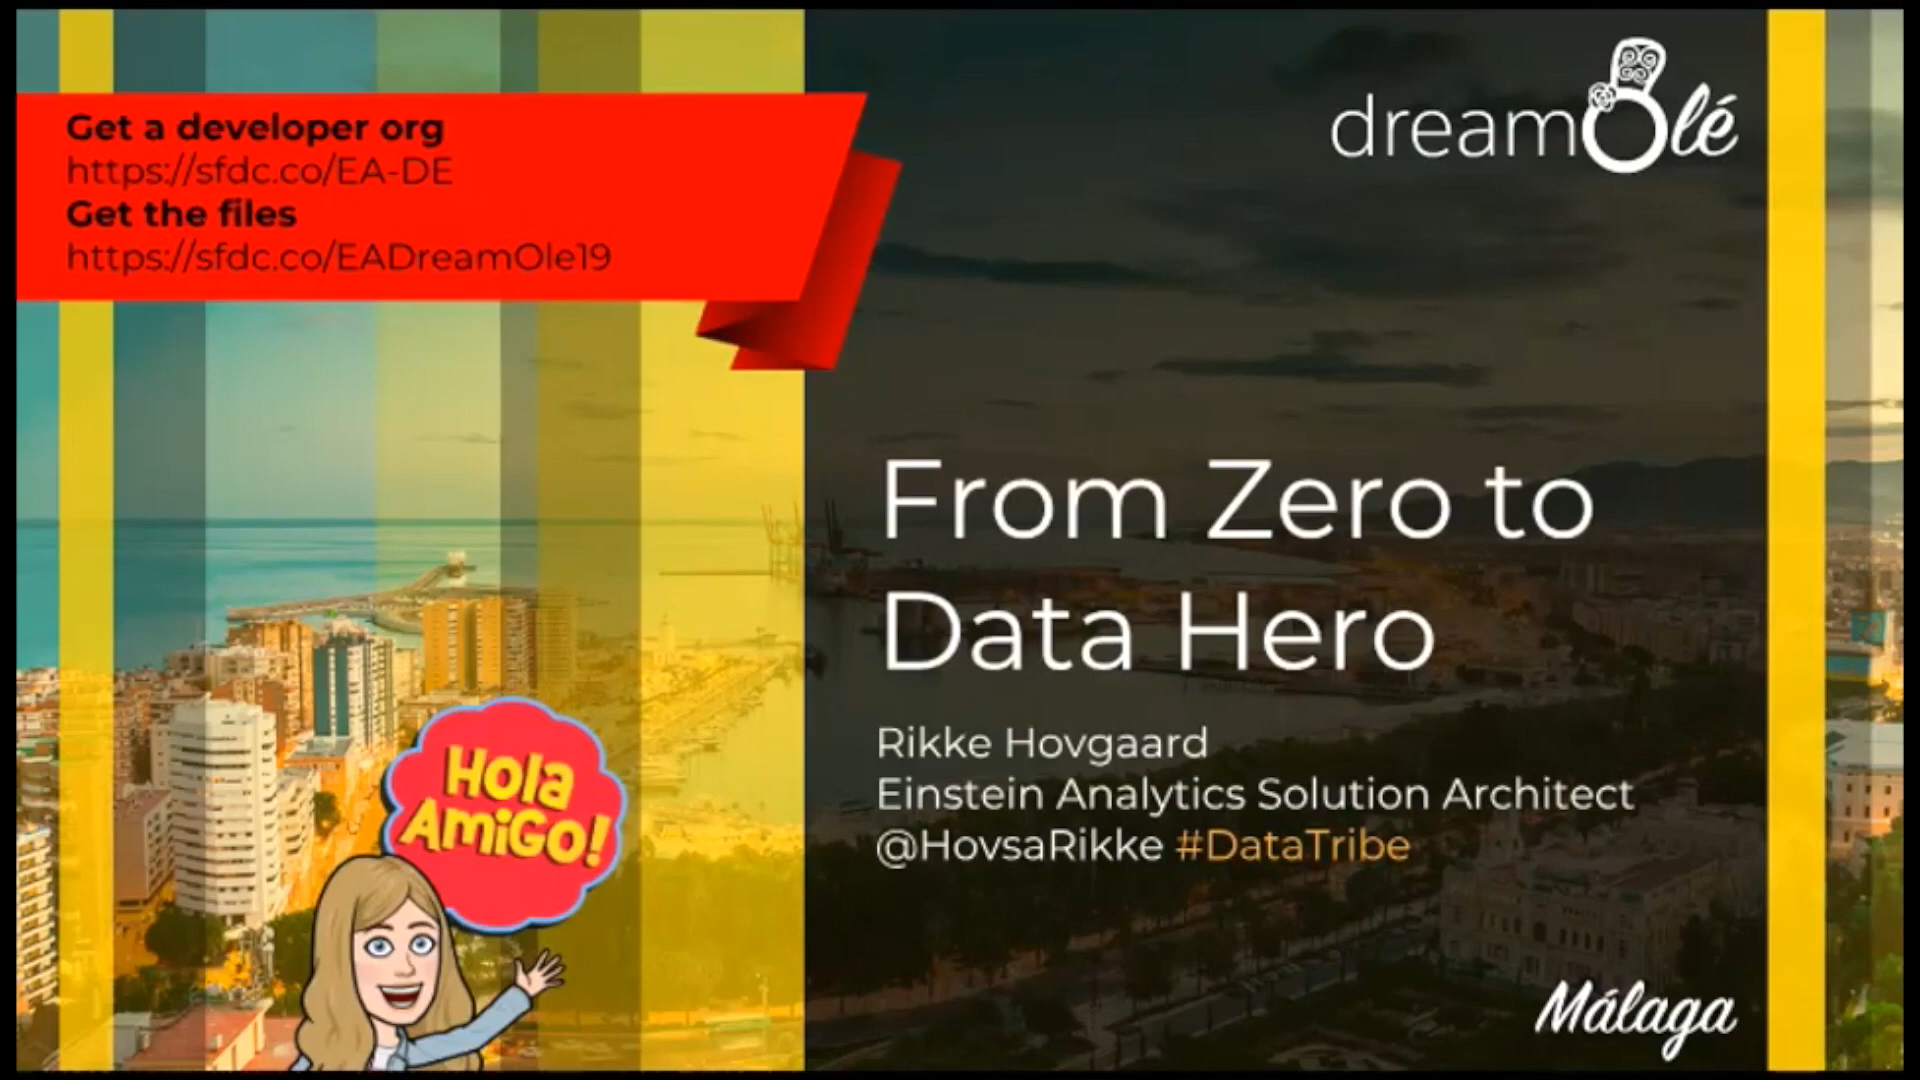 Get a developer org
https://sfdc.co/EA-DE
Get the files
https://sfdc.co/EADreamOle19
dreamOlé
From Zero to
Data Hero
Rikke Hovgaard
Einstein Analytics Solution Architect
@HovsaRikke #DataTribe
Hola
AmiGo!
Málaga